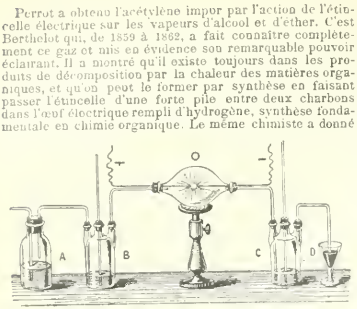 Perrot a obtenu l'acétylène impur par l'action de l'étin-
celle électrique sur les vapeurs d'alcool et d'éther. C'est
Berthelot qui, de 1859 à 1862, a fait connaître complète-
ment ce gaz et mis en évidence son remarquable pouvoir
éclairant. Il a montré qu'il existe toujours dans les pro-
duits de décomposition par la chaleur des matières orga-
niques, et qu'on peut le former par synthèse en faisant
passer l'étincelle d'une forte pile entre deux charbons
dans l'œuf électrique rempli d'hydrogène, synthèse fonda-
mentale en chimie organique. Le même chimiste a donné
+ O −
A B C D